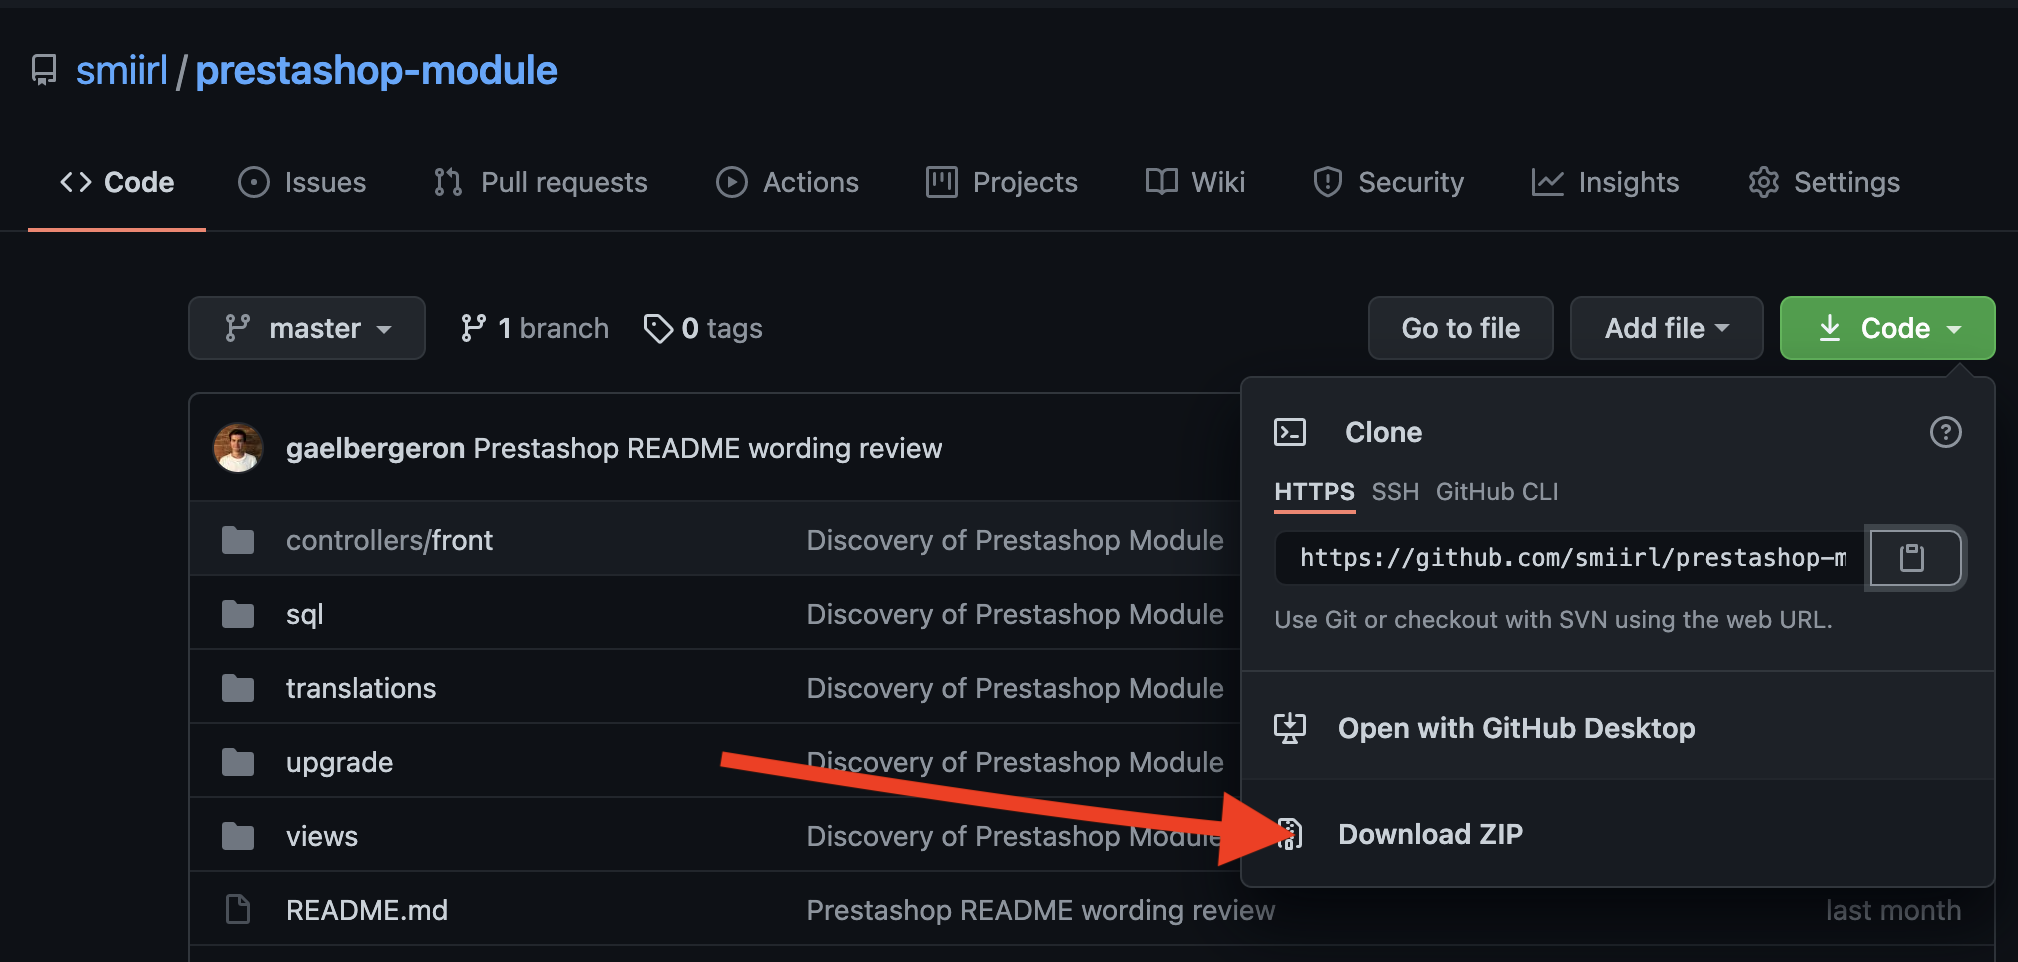 smiirl / prestashop-module
Code Issues Pull requests Actions Projects Wiki Security Insights Settings
master 1 branch 0 tags Go to file Add file Code
gaelbergeron Prestashop README wording review
Clone
HTTPS SSH GitHub CLI
https://github.com/smiirl/prestashop-m
Use Git or checkout with SVN using the web URL.
Open with GitHub Desktop
Download ZIP
controllers/front Discovery of Prestashop Module
sql Discovery of Prestashop Module
translations Discovery of Prestashop Module
upgrade Discovery of Prestashop Module
views Discovery of Prestashop Module
README.md Prestashop README wording review last month